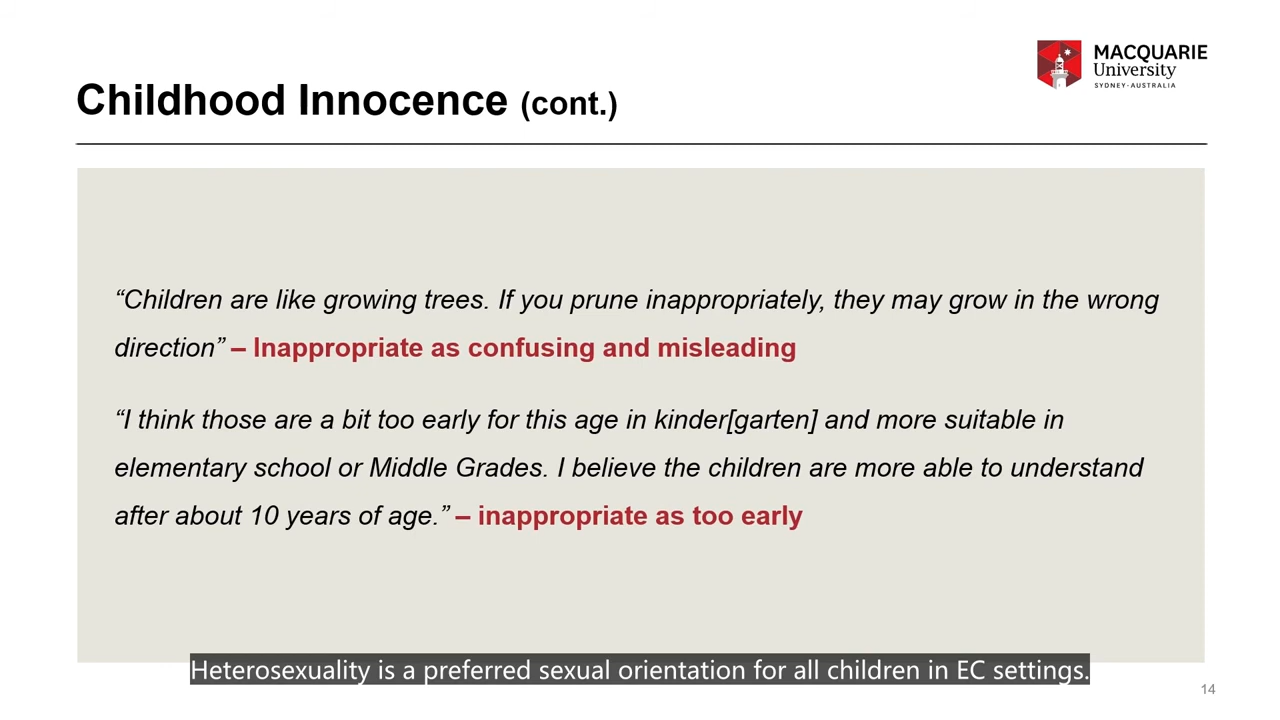 MACQUARIE
University
SYDNEY·AUSTRALIA
Childhood Innocence (cont.)
“Children are like growing trees. If you prune inappropriately, they may grow in the wrong
direction” – Inappropriate as confusing and misleading
“I think those are a bit too early for this age in kinder[garten] and more suitable in
elementary school or Middle Grades. I believe the children are more able to understand
after about 10 years of age.” – inappropriate as too early
Heterosexuality is a preferred sexual orientation for all children in EC settings.
14